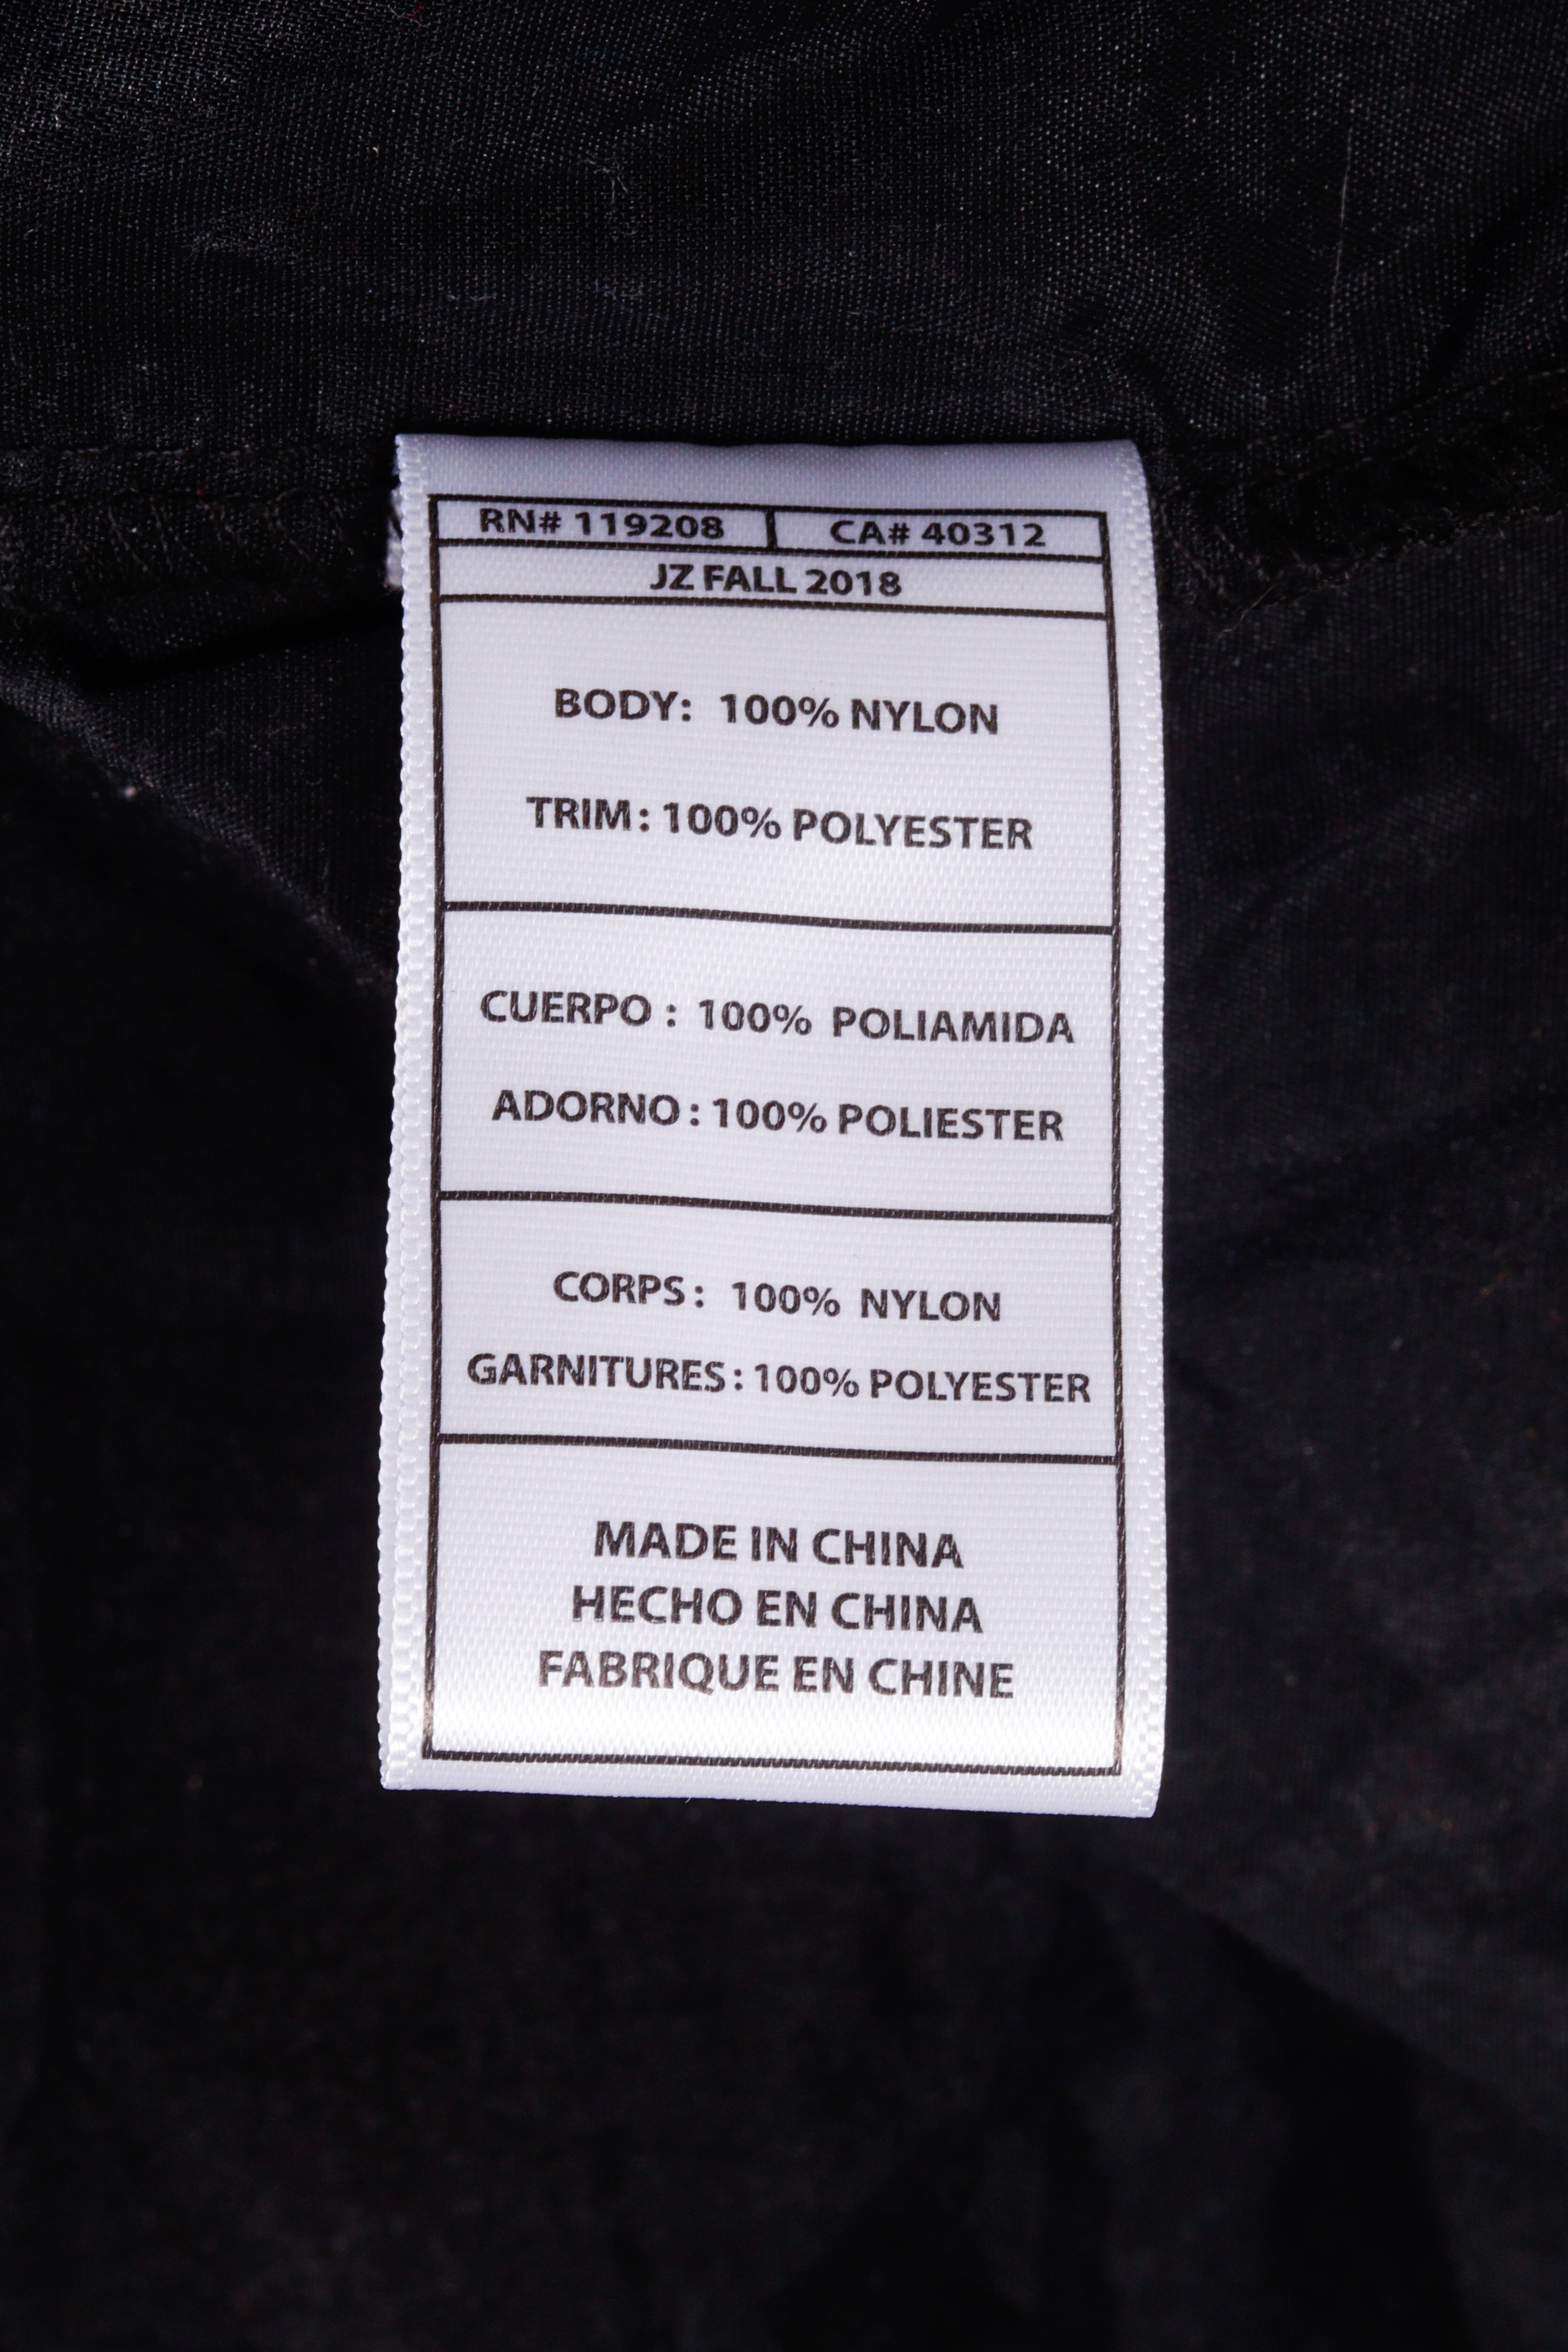 RN# 119208 CA# 40312
JZ FALL 2018
BODY: 100% NYLON
TRIM: 100% POLYESTER
CUERPO : 100% POLIAMIDA
ADORNO : 100% POLIESTER
CORPS : 100% NYLON
GARNITURES : 100% POLYESTER
MADE IN CHINA
HECHO EN CHINA
FABRIQUE EN CHINE